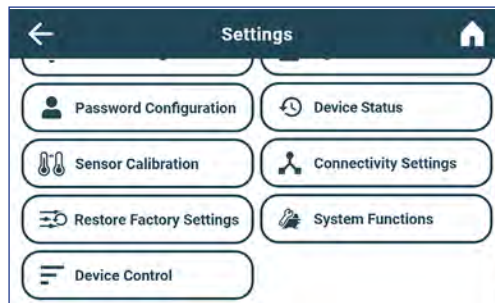 Settings
Password Configuration
Device Status
Sensor Calibration
Connectivity Settings
Restore Factory Settings
System Functions
Device Control